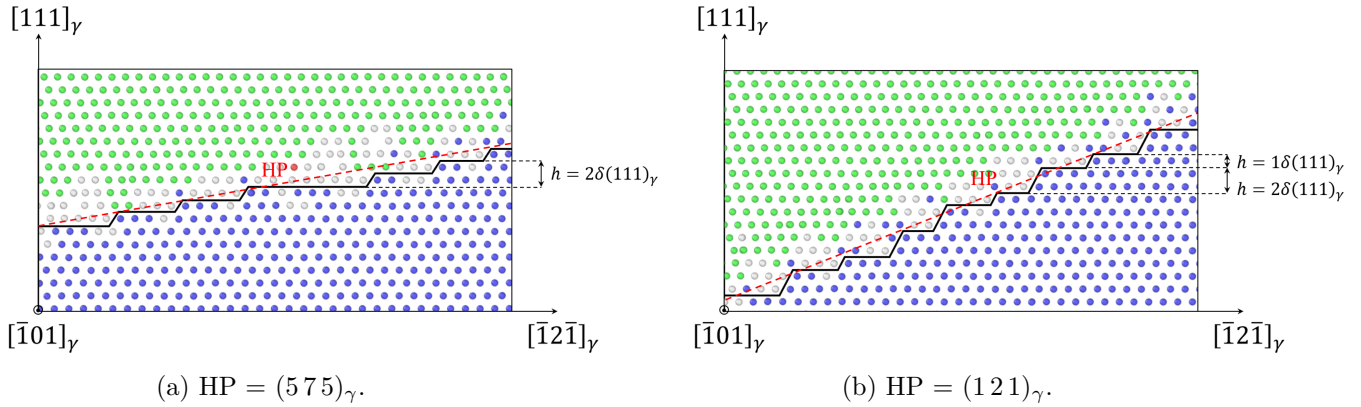 [111]γ
HP
h = 2δ(111)γ
[1̄01]γ
[1̄21̄]γ
(a) HP = (5 7 5)γ.
[111]γ
HP
h = 1δ(111)γ
h = 2δ(111)γ
[1̄01]γ
[1̄21̄]γ
(b) HP = (1 2 1)γ.